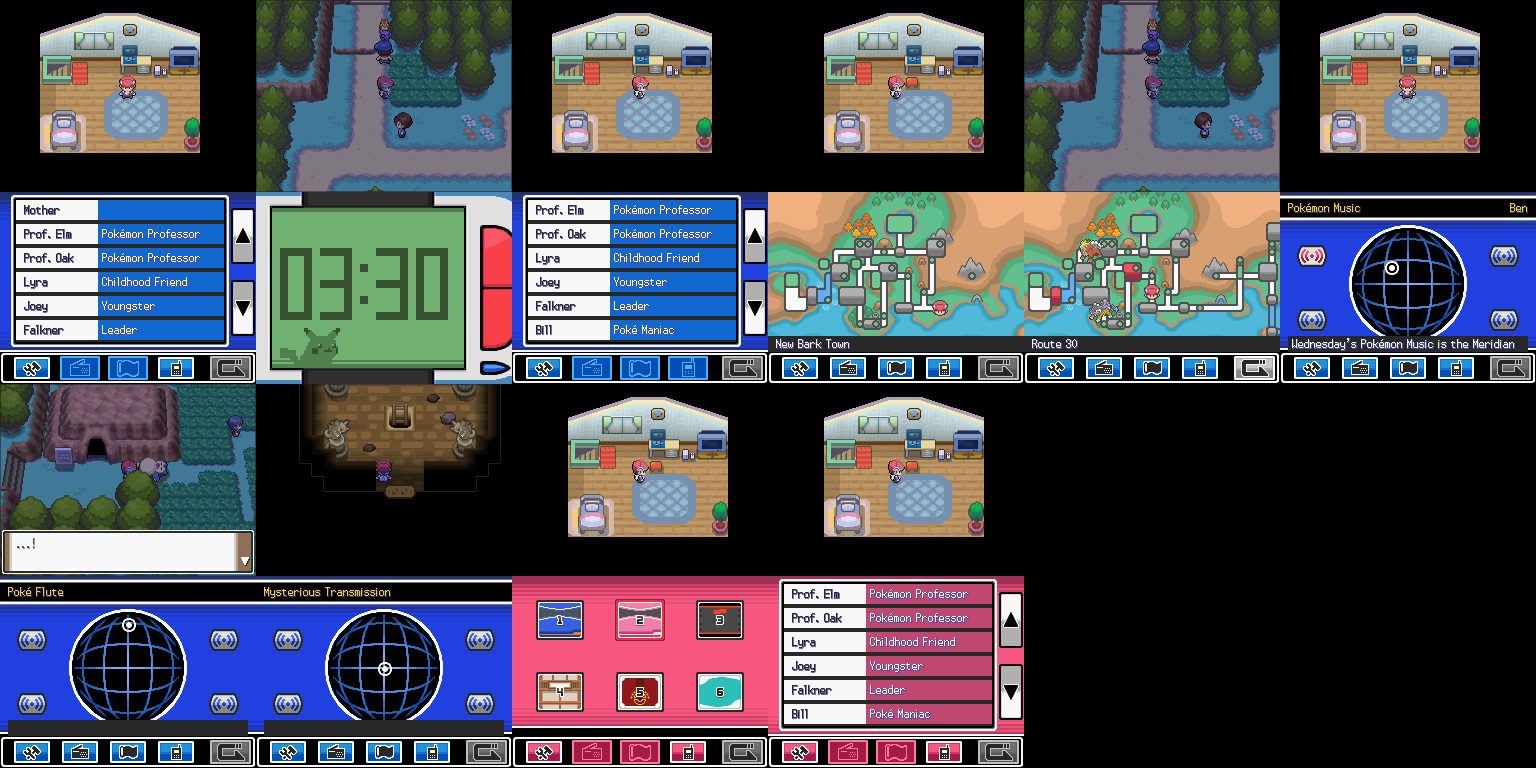 Mother
Prof. Elm Pokémon Professor
Prof. Oak Pokémon Professor
Lyra Childhood Friend
Joey Youngster
Falkner Leader
03:30
Prof. Elm Pokémon Professor
Prof. Oak Pokémon Professor
Lyra Childhood Friend
Joey Youngster
Falkner Leader
Bill Poké Maniac
New Bark Town
Route 30
Pokémon Music Ben
Wednesday's Pokémon Music is the Meridian
...!
Poké Flute
Mysterious Transmission
1 2 3
4 5 6
Prof. Elm Pokémon Professor
Prof. Oak Pokémon Professor
Lyra Childhood Friend
Joey Youngster
Falkner Leader
Bill Poké Maniac